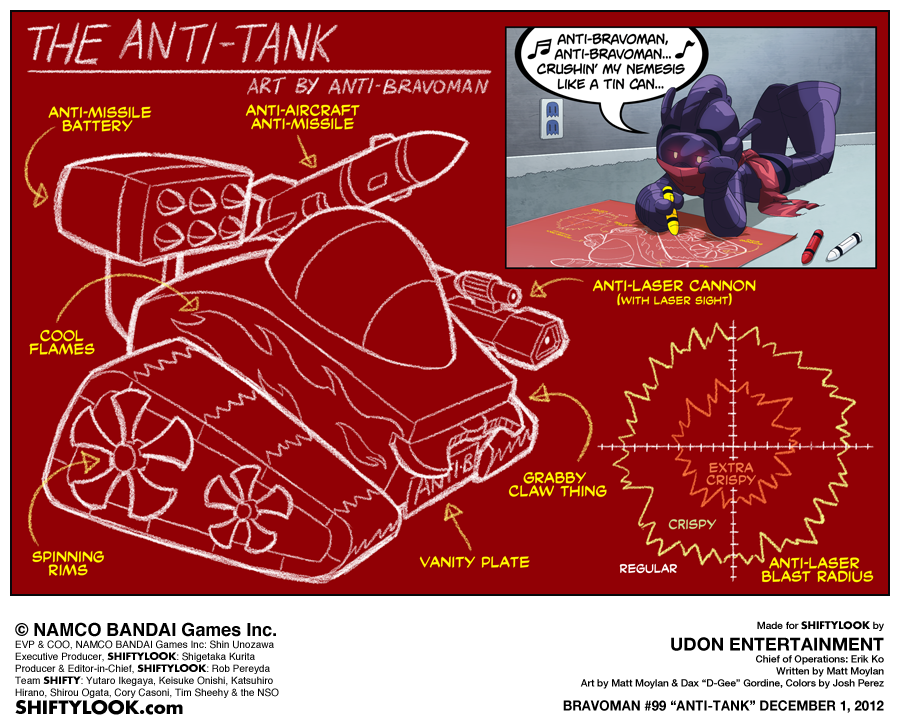 THE ANTI-TANK
ART BY ANTI-BRAVOMAN
ANTI-BRAVOMAN,
ANTI-BRAVOMAN...
CRUSHIN' MY NEMESIS
LIKE A TIN CAN...
ANTI-MISSILE
BATTERY
ANTI-AIRCRAFT
ANTI-MISSILE
ANTI-LASER CANNON
(WITH LASER SIGHT)
COOL
FLAMES
GRABBY
CLAW THING
ANTI-B
SPINNING
RIMS
VANITY PLATE
EXTRA
CRISPY
CRISPY
REGULAR
ANTI-LASER
BLAST RADIUS
© NAMCO BANDAI Games Inc.
EVP & COO, NAMCO BANDAI Games Inc: Shin Unozawa
Executive Producer, SHIFTYLOOK: Shigetaka Kurita
Producer & Editor-in-Chief, SHIFTYLOOK: Rob Pereyda
Team SHIFTY: Yutaro Ikegaya, Keisuke Onishi, Katsuhiro
Hirano, Shirou Ogata, Cory Casoni, Tim Sheehy & the NSO
SHIFTYLOOK.com
Made for SHIFTYLOOK by
UDON ENTERTAINMENT
Chief of Operations: Erik Ko
Written by Matt Moylan
Art by Matt Moylan & Dax "D-Gee" Gordine, Colors by Josh Perez
BRAVOMAN #99 "ANTI-TANK" DECEMBER 1, 2012